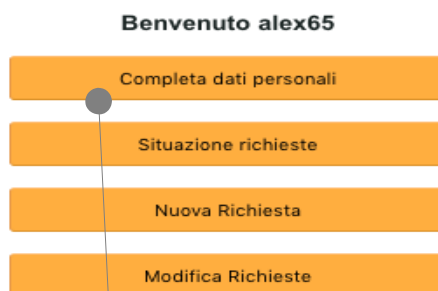 Benvenuto alex65
Completa dati personali
Situazione richieste
Nuova Richiesta
Modifica Richieste